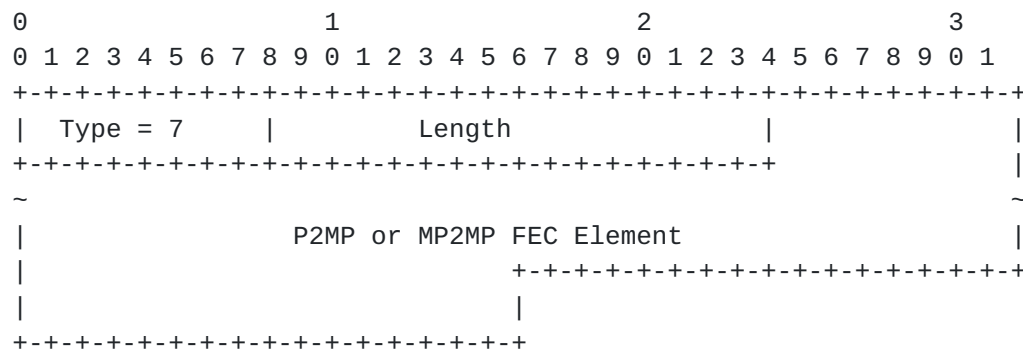 0                   1                   2                   3
0 1 2 3 4 5 6 7 8 9 0 1 2 3 4 5 6 7 8 9 0 1 2 3 4 5 6 7 8 9 0 1
+-+-+-+-+-+-+-+-+-+-+-+-+-+-+-+-+-+-+-+-+-+-+-+-+-+-+-+-+-+-+-+-+
|  Type = 7     |         Length                |               |
+-+-+-+-+-+-+-+-+-+-+-+-+-+-+-+-+-+-+-+-+-+-+-+-+               |
~                                                               ~
|                 P2MP or MP2MP FEC Element                     |
|                               +-+-+-+-+-+-+-+-+-+-+-+-+-+-+-+-+
|                               |
+-+-+-+-+-+-+-+-+-+-+-+-+-+-+-+-+